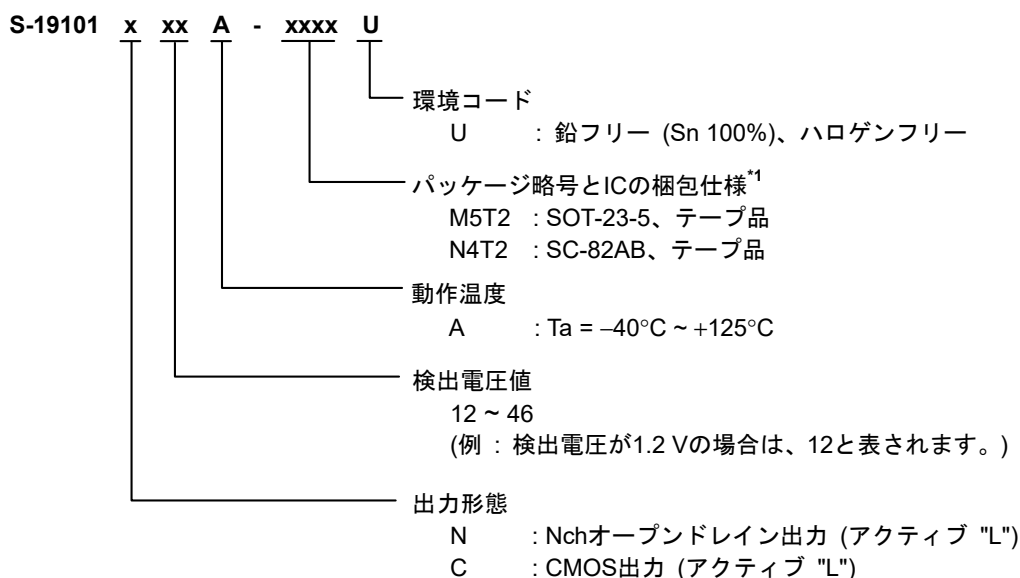 S-19101 x xx A - xxxx U
環境コード
U : 鉛フリー (Sn 100%)、ハロゲンフリー
パッケージ略号とICの梱包仕様*1
M5T2 : SOT-23-5、テープ品
N4T2 : SC-82AB、テープ品
動作温度
A : Ta = −40°C ~ +125°C
検出電圧値
12 ~ 46
(例 : 検出電圧が1.2 Vの場合は、12と表されます。)
出力形態
N : Nchオープンドレイン出力 (アクティブ "L")
C : CMOS出力 (アクティブ "L")